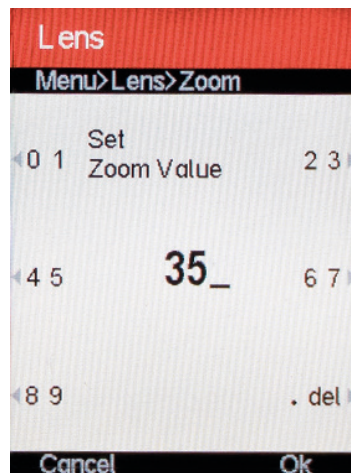 Lens
Menu>Lens>Zoom
Set
Zoom Value
0 1
2 3
35_
4 5
6 7
8 9
. del
Cancel
Ok